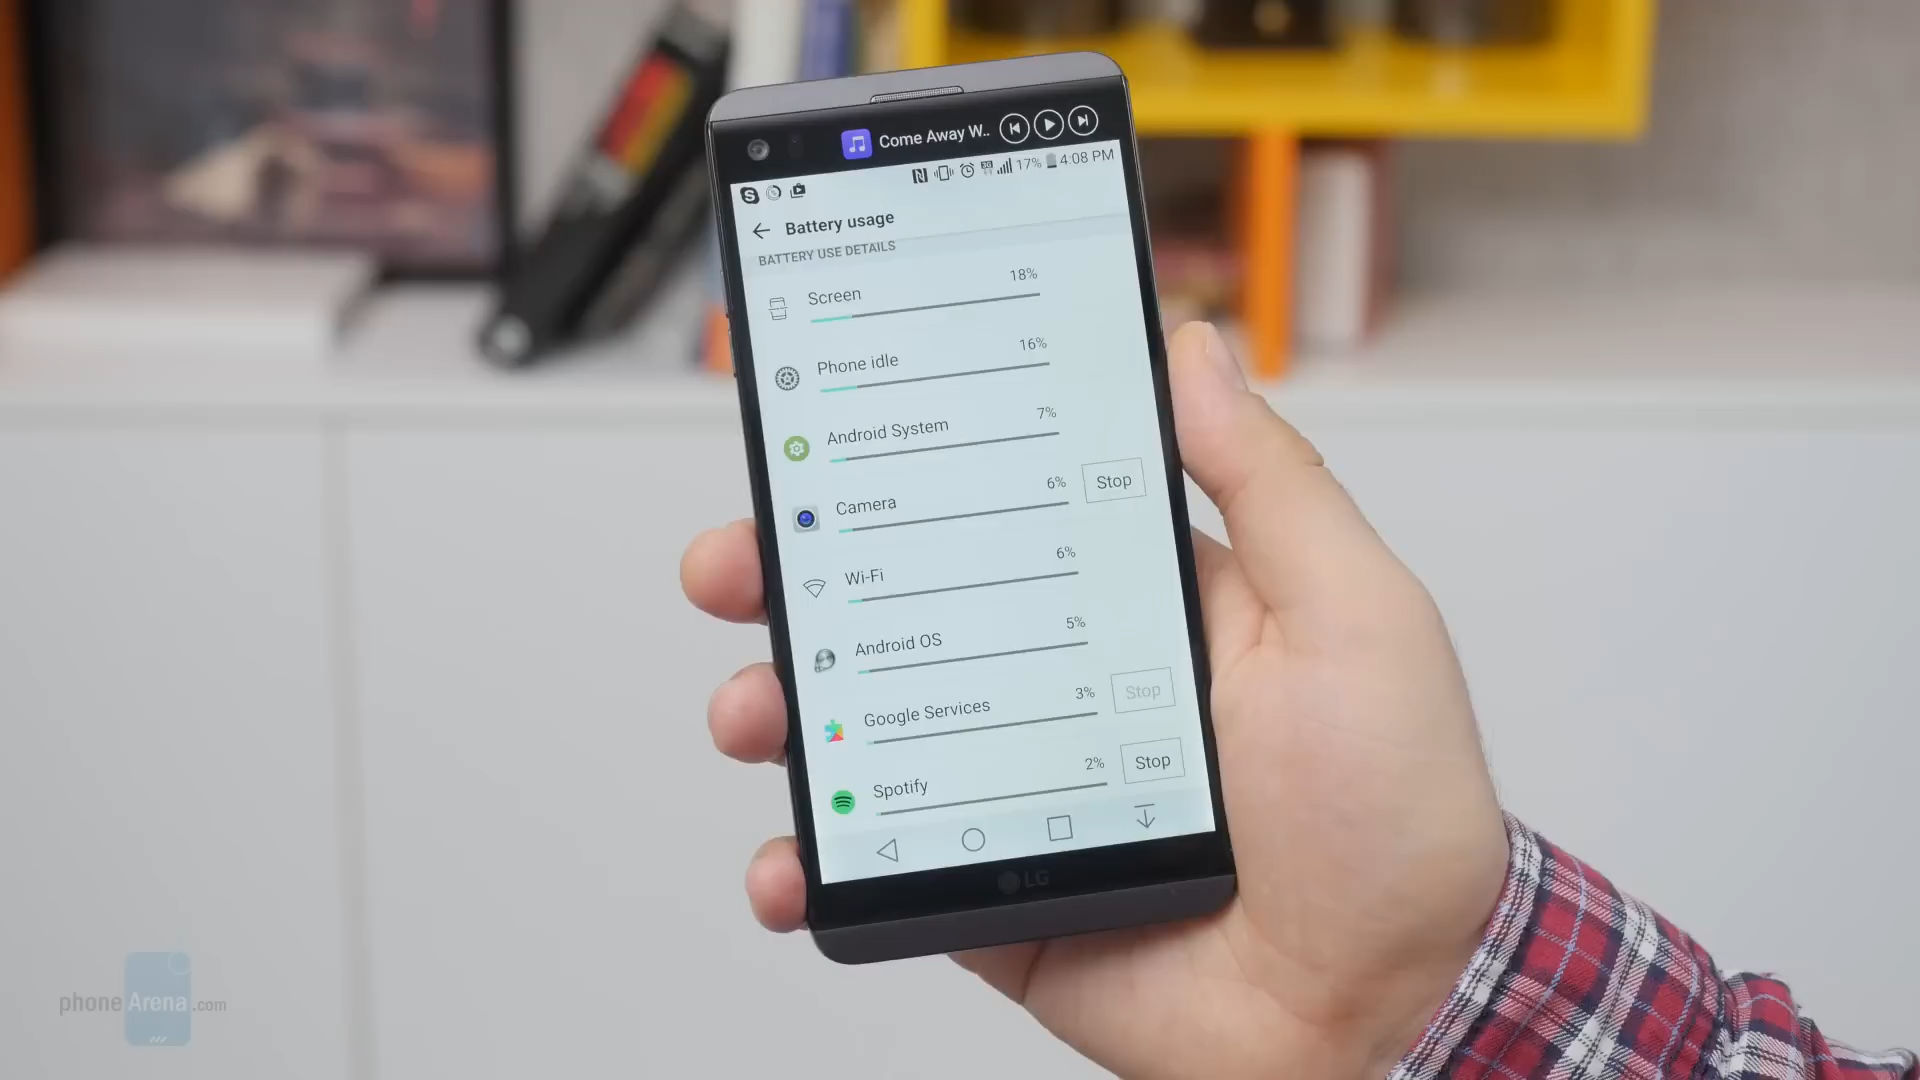 Come Away W..
17% 4:08 PM
Battery usage
BATTERY USE DETAILS
Screen 18%
Phone idle 16%
Android System 7%
Camera 6% Stop
Wi-Fi 6%
Android OS 5%
Google Services 3% Stop
Spotify 2% Stop
LG
phoneArena.com